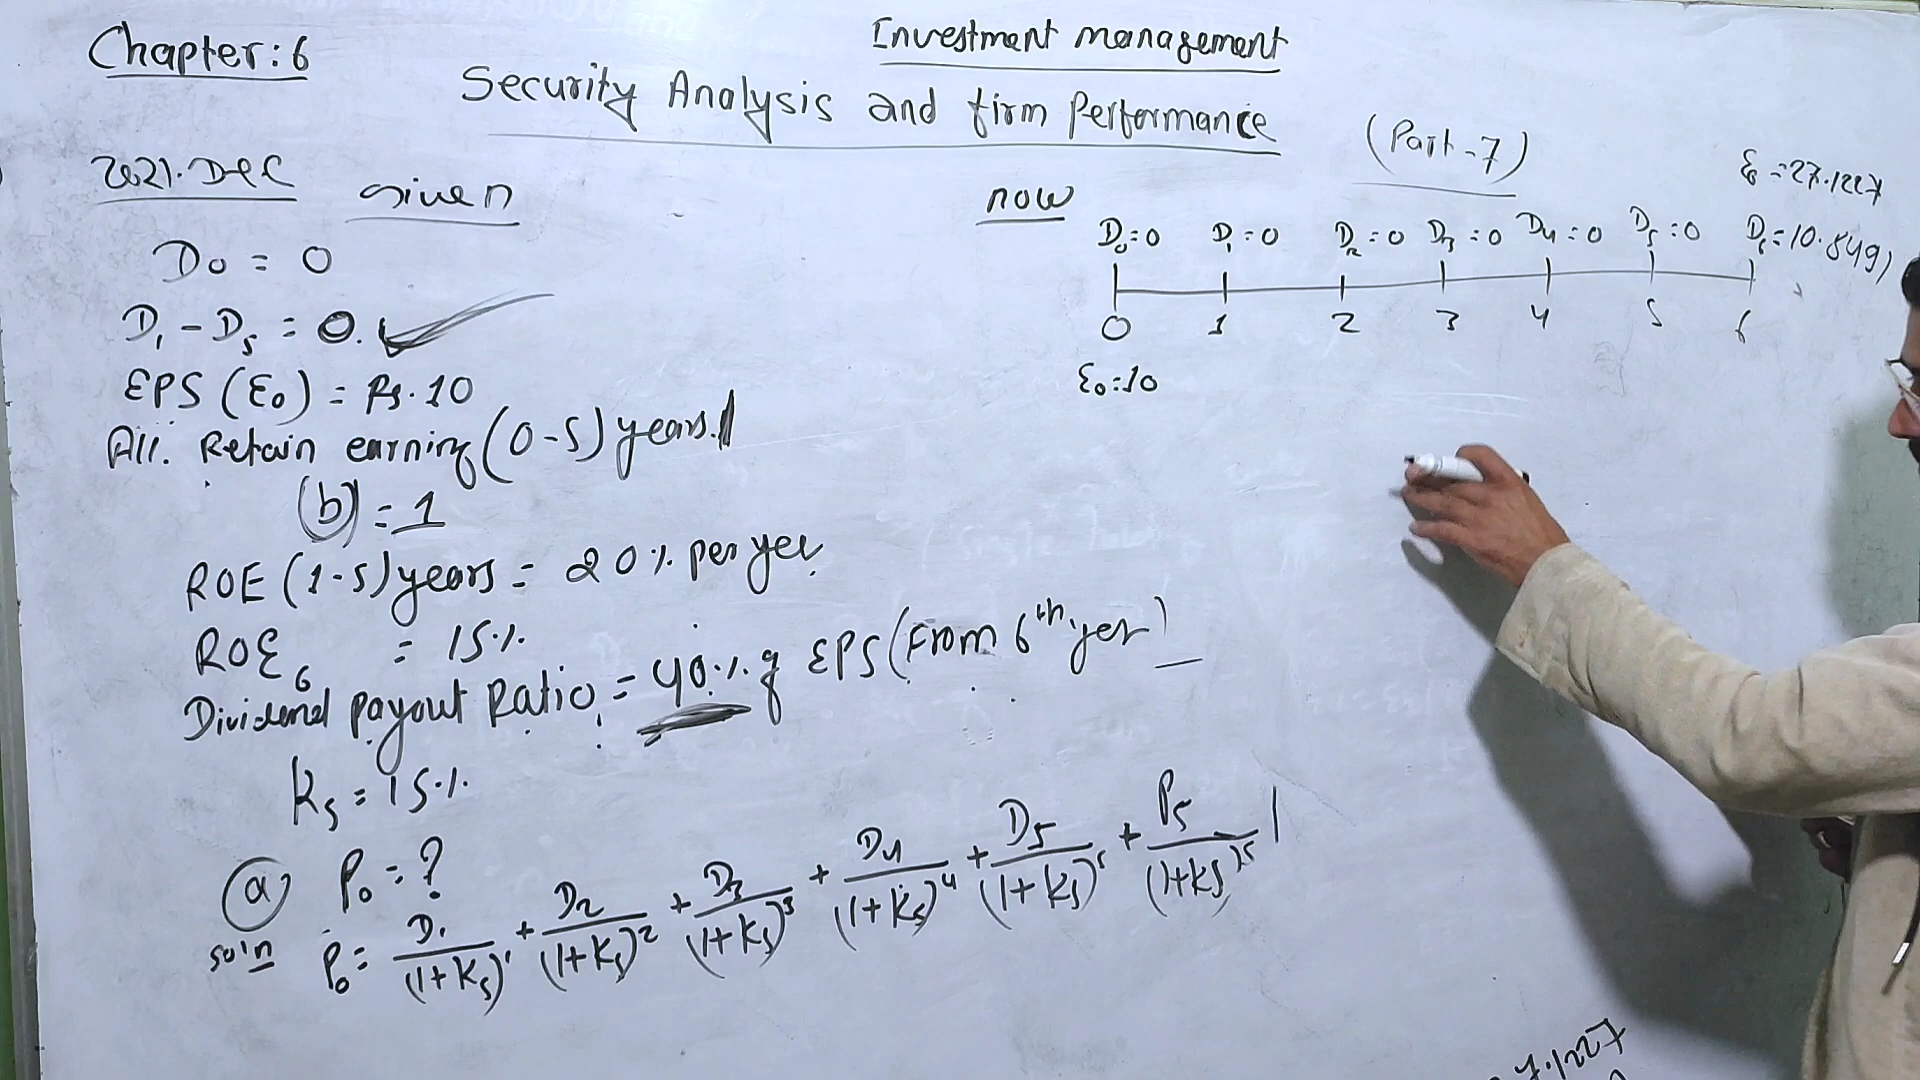 Chapter: 6
Investment management
Security Analysis and firm Performance
(Part-7)
2021.Dec given
D₀ = 0
D₁ - D₅ = 0.
EPS (E₀) = Rs. 10
All. Retain earning (0-5) years.
(b) = 1
ROE (1-5) years = 20% per yer
ROE₆ = 15%
Dividend Payout Ratio = 40% of EPS (From 6th yer)
Kₛ = 15%
(a) P₀ = ?
soln P₀ = D₁/(1+Kₛ)¹ + D₂/(1+Kₛ)² + D₃/(1+Kₛ)³ + D₄/(1+Kₛ)⁴ + D₅/(1+Kₛ)⁵ + P₅/(1+Kₛ)⁵
now
E₆ = 27.1227
D₀=0 D₁=0 D₂=0 D₃=0 D₄=0 D₅=0 D₆=10.8491
0 1 2 3 4 5 6
E₀=10